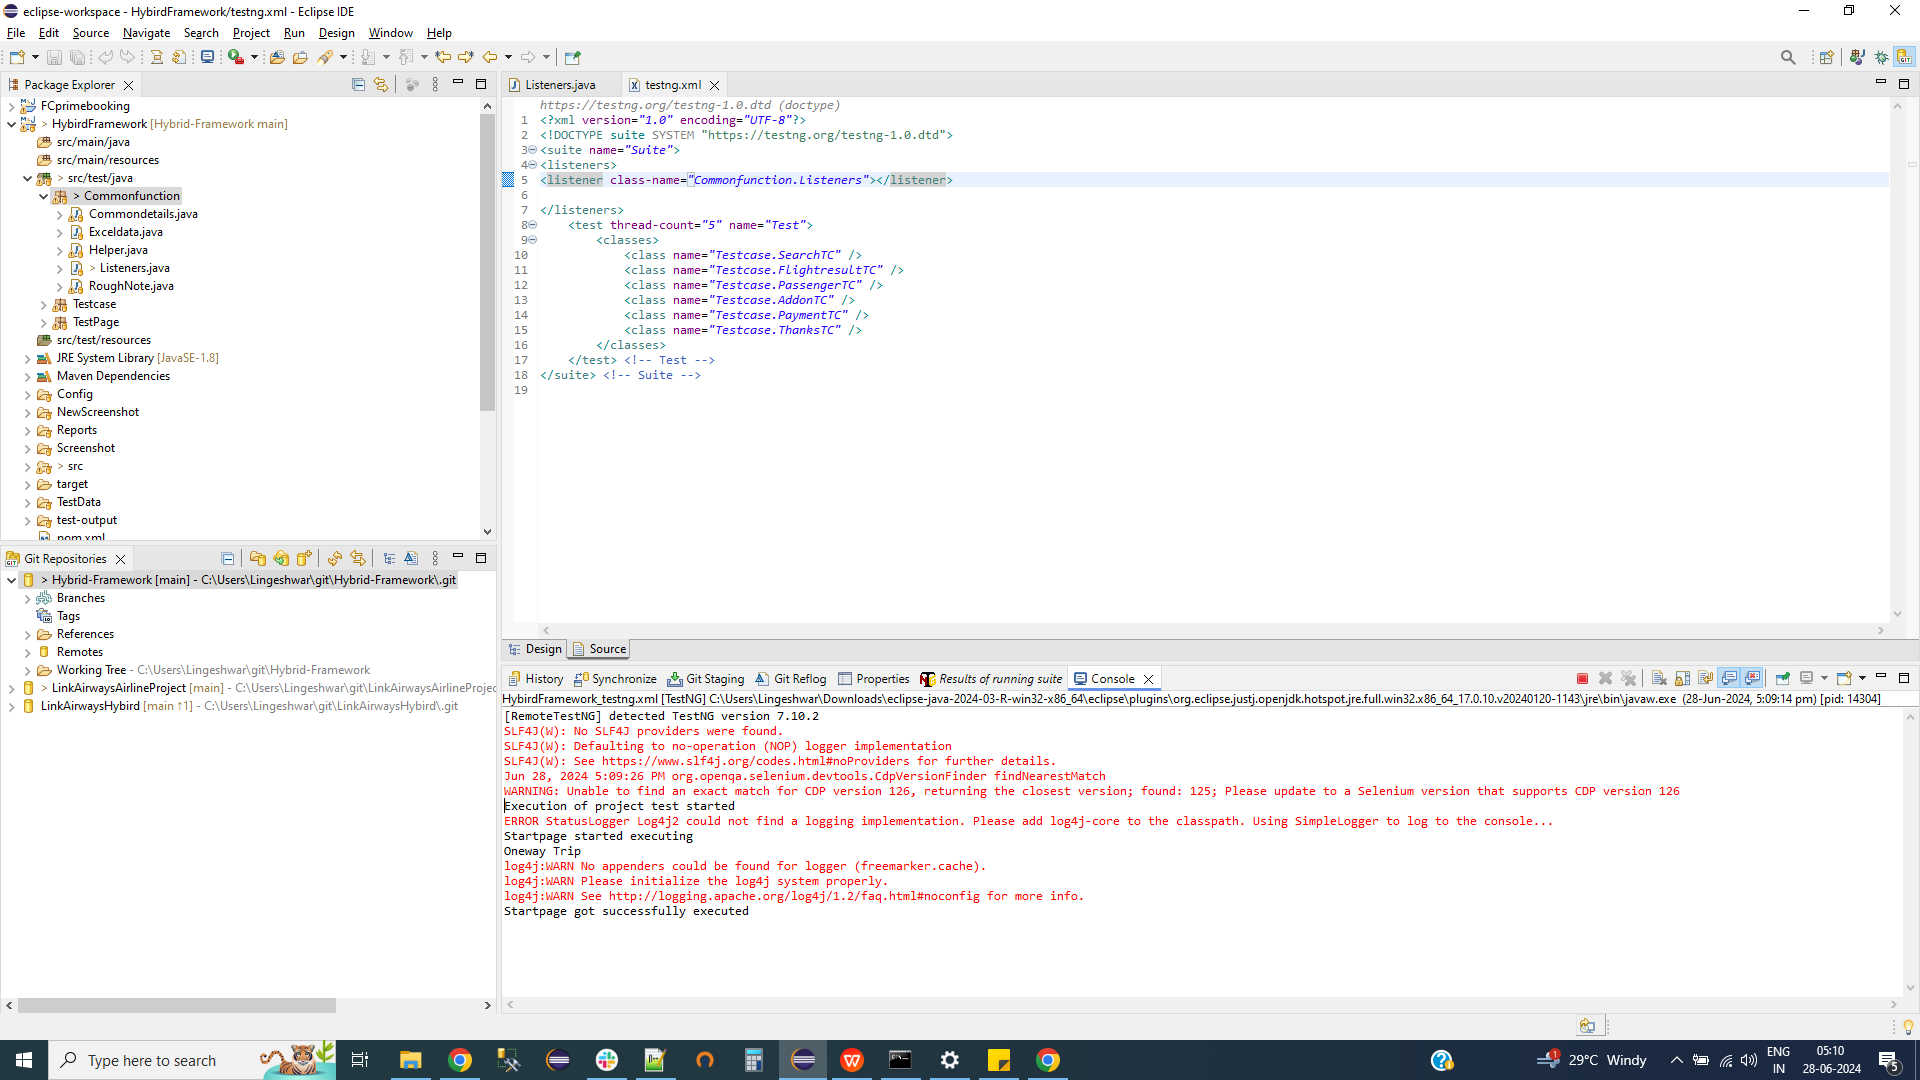 eclipse-workspace - HybirdFramework/testng.xml - Eclipse IDE
File Edit Source Navigate Search Project Run Design Window Help
Package Explorer
FCprimebooking
> HybirdFramework [Hybrid-Framework main]
src/main/java
src/main/resources
> src/test/java
> Commonfunction
Commondetails.java
Exceldata.java
Helper.java
> Listeners.java
RoughNote.java
Testcase
TestPage
src/test/resources
JRE System Library [JavaSE-1.8]
Maven Dependencies
Config
NewScreenshot
Reports
Screenshot
> src
target
TestData
test-output
pom.xml
Git Repositories
> Hybrid-Framework [main] - C:\Users\Lingeshwar\git\Hybrid-Framework\.git
Branches
Tags
References
Remotes
Working Tree - C:\Users\Lingeshwar\git\Hybrid-Framework
> LinkAirwaysAirlineProject [main] - C:\Users\Lingeshwar\git\LinkAirwaysAirlineProjec
LinkAirwaysHybird [main ↑1] - C:\Users\Lingeshwar\git\LinkAirwaysHybird\.git
Listeners.java testng.xml
https://testng.org/testng-1.0.dtd (doctype)
1 <?xml version="1.0" encoding="UTF-8"?>
2 <!DOCTYPE suite SYSTEM "https://testng.org/testng-1.0.dtd">
3 <suite name="Suite">
4 <listeners>
5 <listener class-name="Commonfunction.Listeners"></listener>
6
7 </listeners>
8 <test thread-count="5" name="Test">
9 <classes>
10 <class name="Testcase.SearchTC" />
11 <class name="Testcase.FlightresultTC" />
12 <class name="Testcase.PassengerTC" />
13 <class name="Testcase.AddonTC" />
14 <class name="Testcase.PaymentTC" />
15 <class name="Testcase.ThanksTC" />
16 </classes>
17 </test> <!-- Test -->
18 </suite> <!-- Suite -->
19
Design Source
History Synchronize Git Staging Git Reflog Properties Results of running suite Console
HybirdFramework_testng.xml [TestNG] C:\Users\Lingeshwar\Downloads\eclipse-java-2024-03-R-win32-x86_64\eclipse\plugins\org.eclipse.justj.openjdk.hotspot.jre.full.win32.x86_64_17.0.10.v20240120-1143\jre\bin\javaw.exe (28-Jun-2024, 5:09:14 pm) [pid: 14304]
[RemoteTestNG] detected TestNG version 7.10.2
SLF4J(W): No SLF4J providers were found.
SLF4J(W): Defaulting to no-operation (NOP) logger implementation
SLF4J(W): See https://www.slf4j.org/codes.html#noProviders for further details.
Jun 28, 2024 5:09:26 PM org.openqa.selenium.devtools.CdpVersionFinder findNearestMatch
WARNING: Unable to find an exact match for CDP version 126, returning the closest version; found: 125; Please update to a Selenium version that supports CDP version 126
Execution of project test started
ERROR StatusLogger Log4j2 could not find a logging implementation. Please add log4j-core to the classpath. Using SimpleLogger to log to the console...
Startpage started executing
Oneway Trip
log4j:WARN No appenders could be found for logger (freemarker.cache).
log4j:WARN Please initialize the log4j system properly.
log4j:WARN See http://logging.apache.org/log4j/1.2/faq.html#noconfig for more info.
Startpage got successfully executed
Type here to search
29°C Windy
ENG
IN
05:10
28-06-2024
5